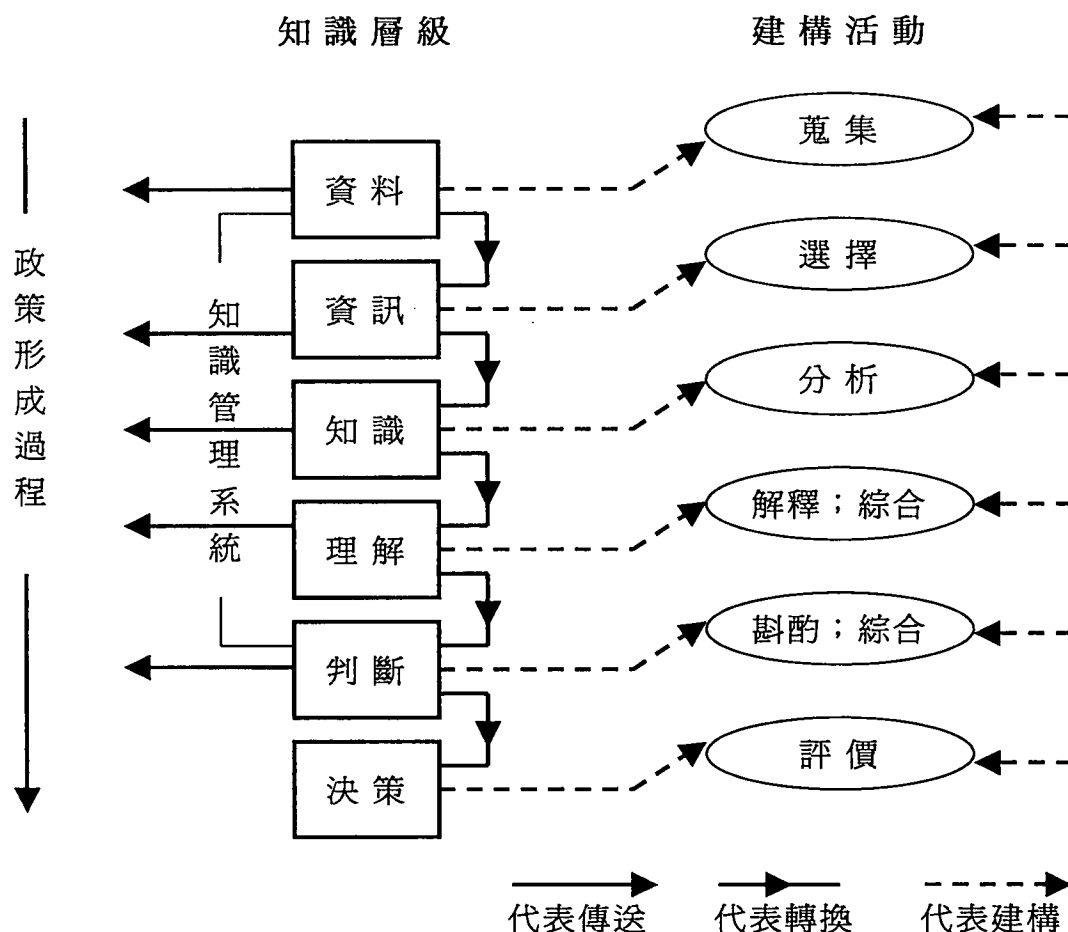 知識層級
建構活動
政策形成過程
知識管理系統
資料
資訊
知識
理解
判斷
決策
蒐集
選擇
分析
解釋；綜合
斟酌；綜合
評價
代表傳送
代表轉換
代表建構